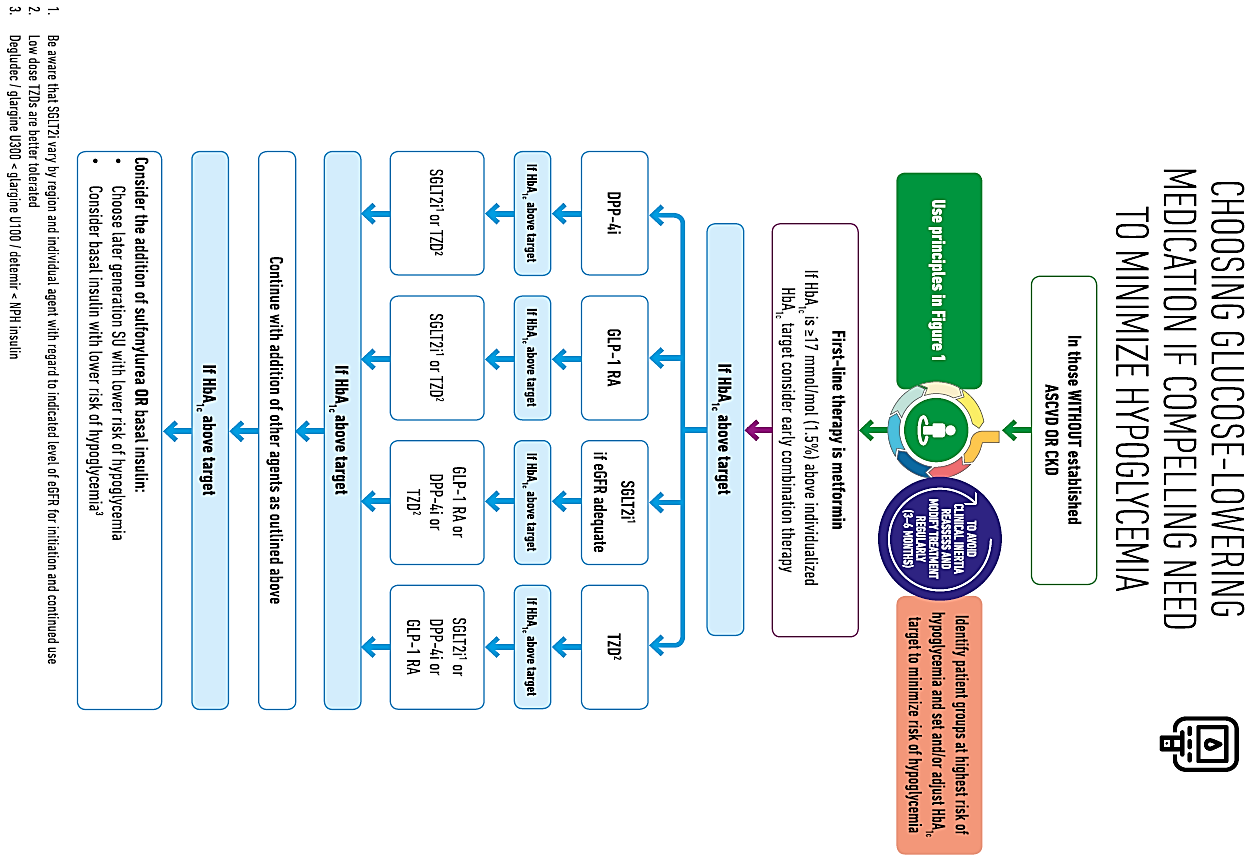 CHOOSING GLUCOSE-LOWERING
MEDICATION IF COMPELLING NEED
TO MINIMIZE HYPOGLYCEMIA
In those WITHOUT established
ASCVD OR CKD
Use principles in Figure 1
TO AVOID
CLINICAL INERTIA
REASSESS AND
MODIFY TREATMENT
REGULARLY
(3–6 MONTHS)
Identify patient groups at highest risk of
hypoglycemia and set and/or adjust HbA1c
target to minimize risk of hypoglycemia
First-line therapy is metformin
If HbA1c is ≥17 mmol/mol (1.5%) above individualized
HbA1c target consider early combination therapy
If HbA1c above target
DPP-4i
GLP-1 RA
SGLT2i¹
if eGFR adequate
TZD²
If HbA1c above target
If HbA1c above target
If HbA1c above target
If HbA1c above target
SGLT2i¹ or TZD²
SGLT2i¹ or TZD²
GLP-1 RA or
DPP-4i or
TZD²
SGLT2i¹ or
DPP-4i or
GLP-1 RA
If HbA1c above target
Continue with addition of other agents as outlined above
If HbA1c above target
Consider the addition of sulfonylurea OR basal insulin:
• Choose later generation SU with lower risk of hypoglycemia
• Consider basal insulin with lower risk of hypoglycemia³
1. Be aware that SGLT2i vary by region and individual agent with regard to indicated level of eGFR for initiation and continued use
2. Low dose TZDs are better tolerated
3. Degludec / glargine U300 < glargine U100 / detemir < NPH insulin